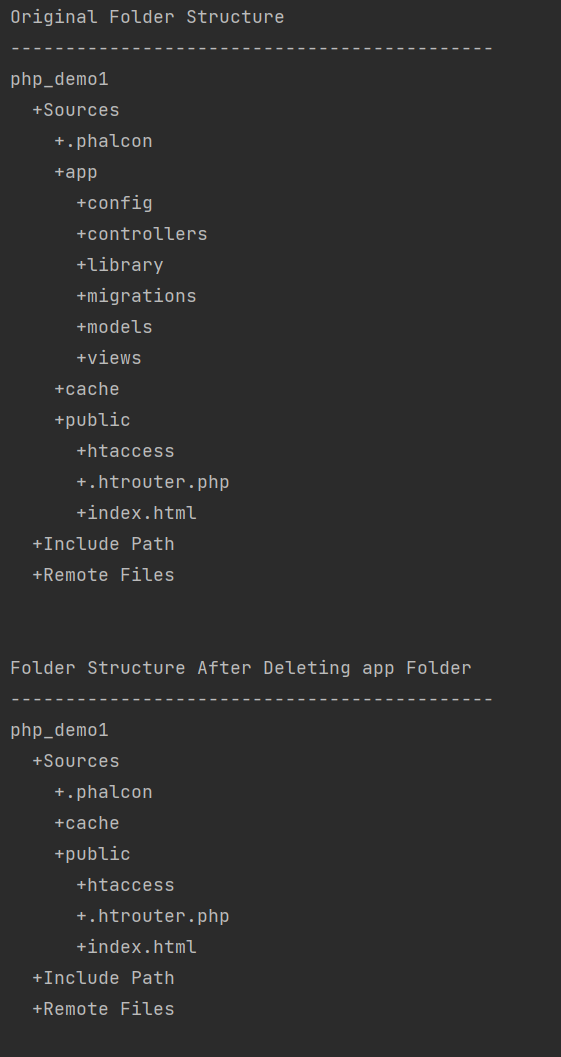 Original Folder Structure
--------------------------------------------
php_demo1
  +Sources
    +.phalcon
    +app
      +config
      +controllers
      +library
      +migrations
      +models
      +views
    +cache
    +public
      +htaccess
      +.htrouter.php
      +index.html
  +Include Path
  +Remote Files

Folder Structure After Deleting app Folder
--------------------------------------------
php_demo1
  +Sources
    +.phalcon
    +cache
    +public
      +htaccess
      +.htrouter.php
      +index.html
  +Include Path
  +Remote Files